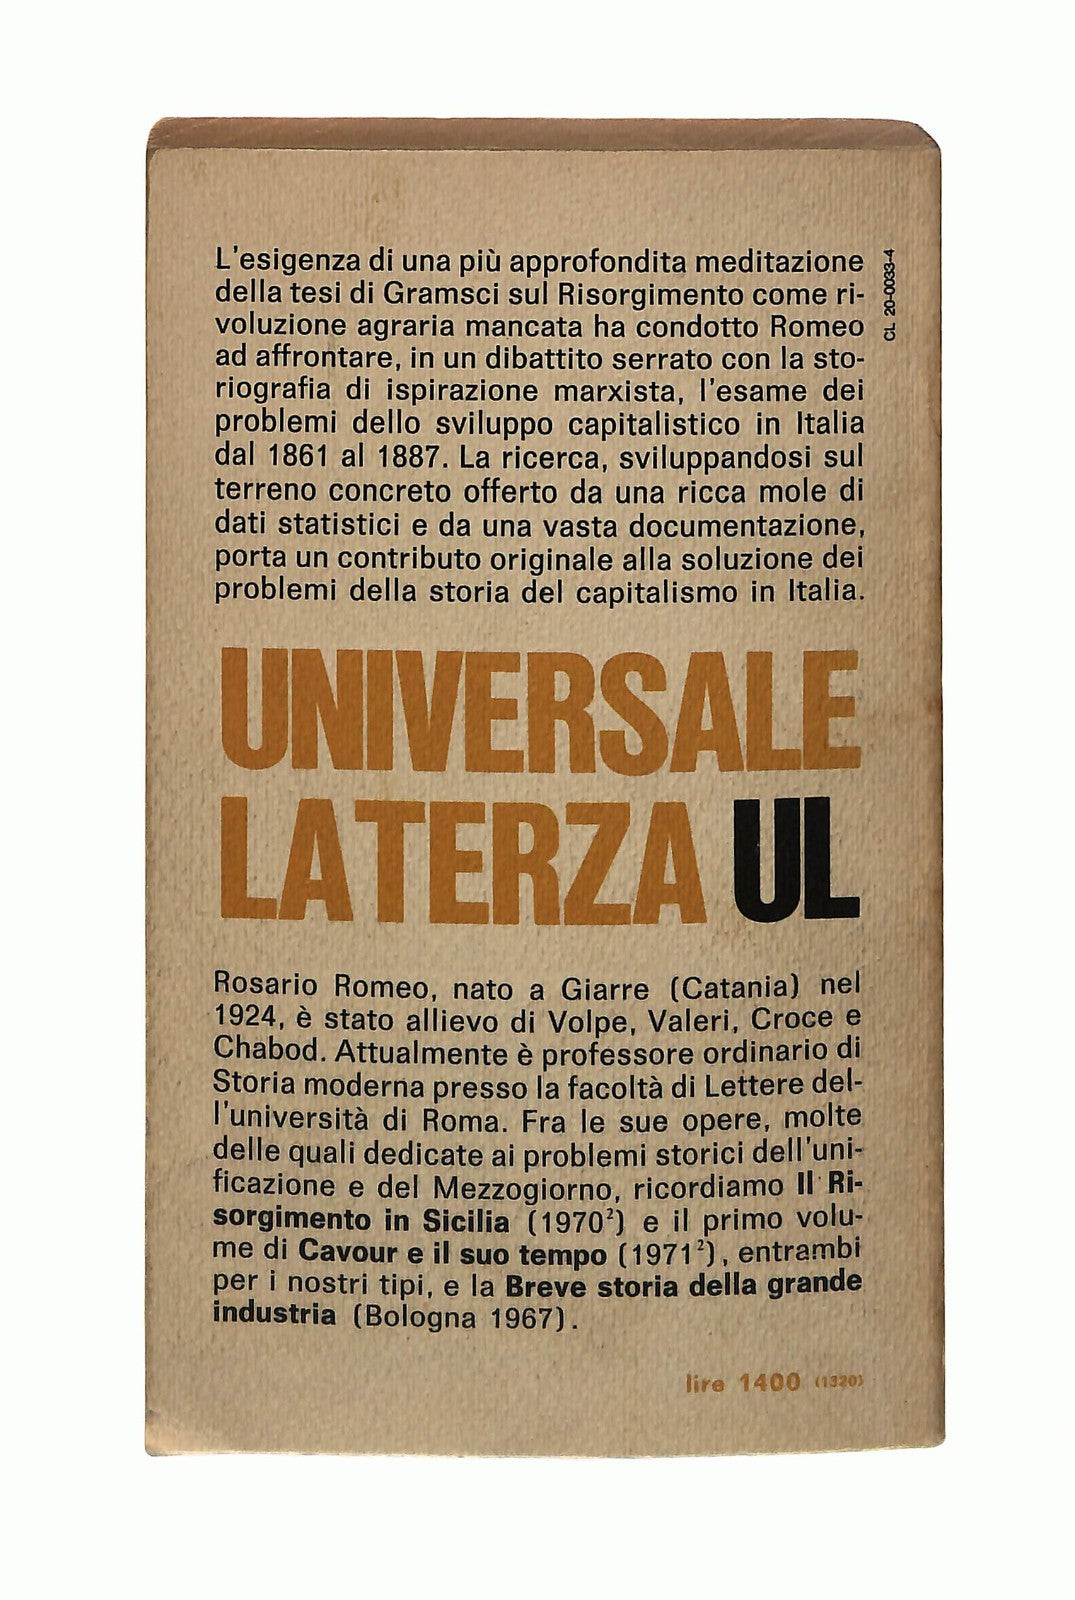 L'esigenza di una più approfondita meditazione
della tesi di Gramsci sul Risorgimento come ri-
voluzione agraria mancata ha condotto Romeo
ad affrontare, in un dibattito serrato con la sto-
riografia di ispirazione marxista, l'esame dei
problemi dello sviluppo capitalistico in Italia
dal 1861 al 1887. La ricerca, sviluppandosi sul
terreno concreto offerto da una ricca mole di
dati statistici e da una vasta documentazione,
porta un contributo originale alla soluzione dei
problemi della storia del capitalismo in Italia.
CL 20-0033-4
UNIVERSALE
LATERZA UL
Rosario Romeo, nato a Giarre (Catania) nel
1924, è stato allievo di Volpe, Valeri, Croce e
Chabod. Attualmente è professore ordinario di
Storia moderna presso la facoltà di Lettere del-
l'università di Roma. Fra le sue opere, molte
delle quali dedicate ai problemi storici dell'uni-
ficazione e del Mezzogiorno, ricordiamo Il Ri-
sorgimento in Sicilia (1970²) e il primo volu-
me di Cavour e il suo tempo (1971²), entrambi
per i nostri tipi, e la Breve storia della grande
industria (Bologna 1967).
lire 1400 (1320)